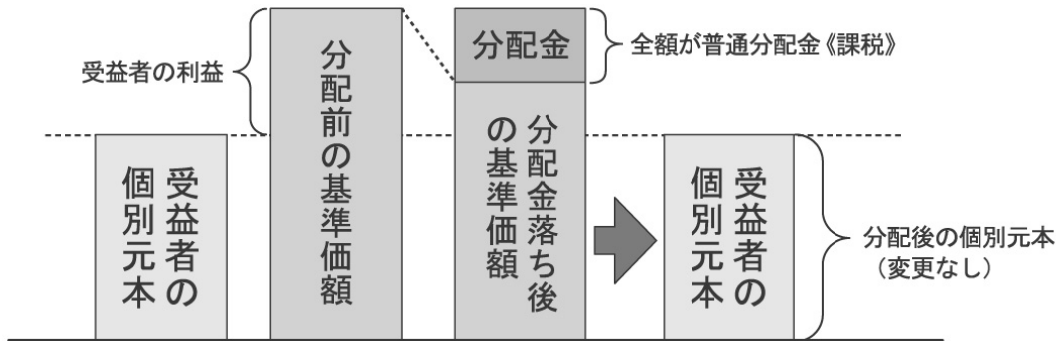 受益者の利益
受益者の
個別元本
分配前の基準価額
分配金
全額が普通分配金《課税》
分配金落ち後
の基準価額
受益者の
個別元本
分配後の個別元本
（変更なし）